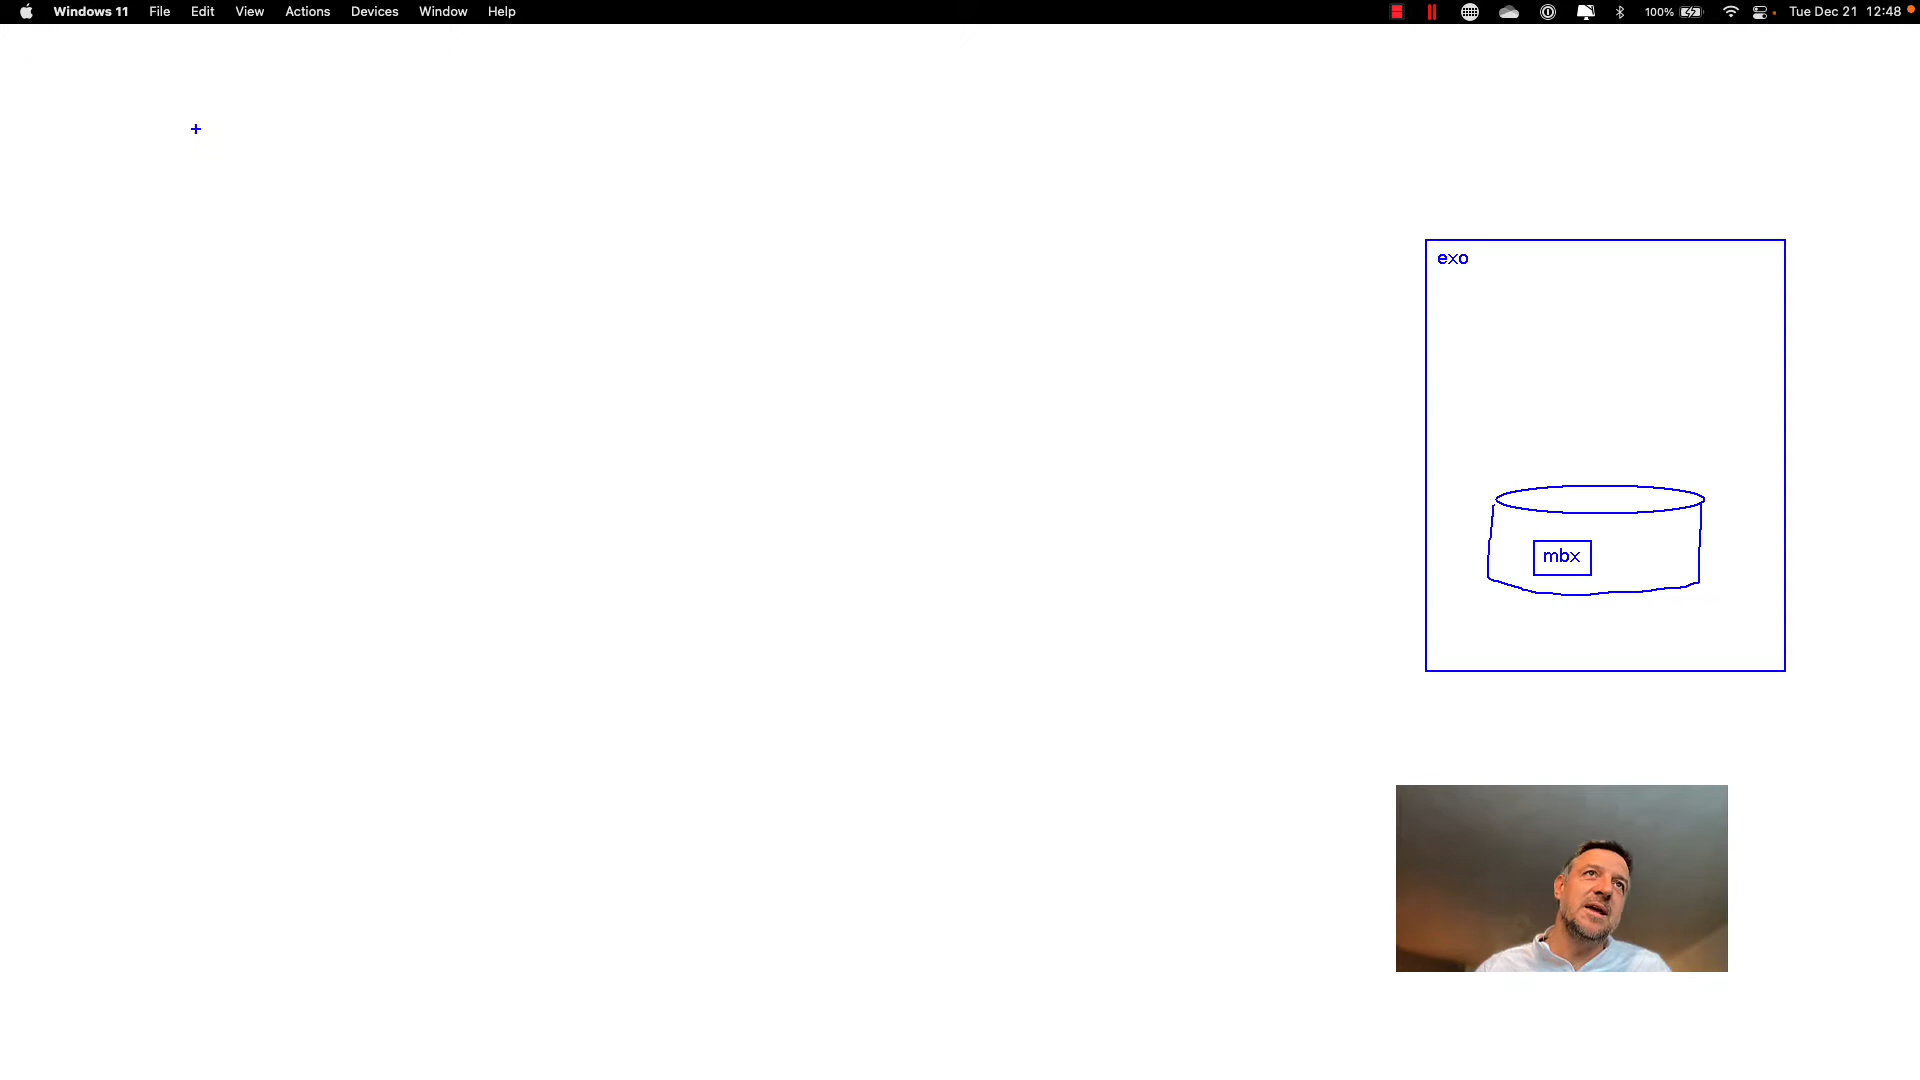 Windows 11 File Edit View Actions Devices Window Help 100% Tue Dec 21 12:48
exo
mbx